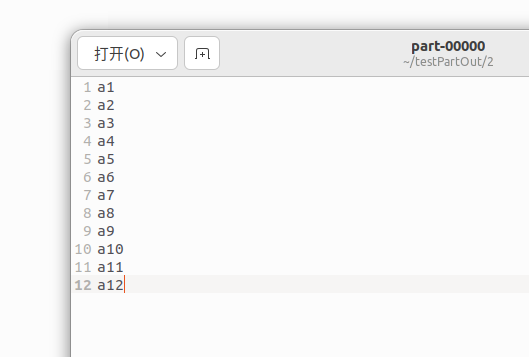 打开(O)
part-00000
~/testPartOut/2
1 a1
2 a2
3 a3
4 a4
5 a5
6 a6
7 a7
8 a8
9 a9
10 a10
11 a11
12 a12